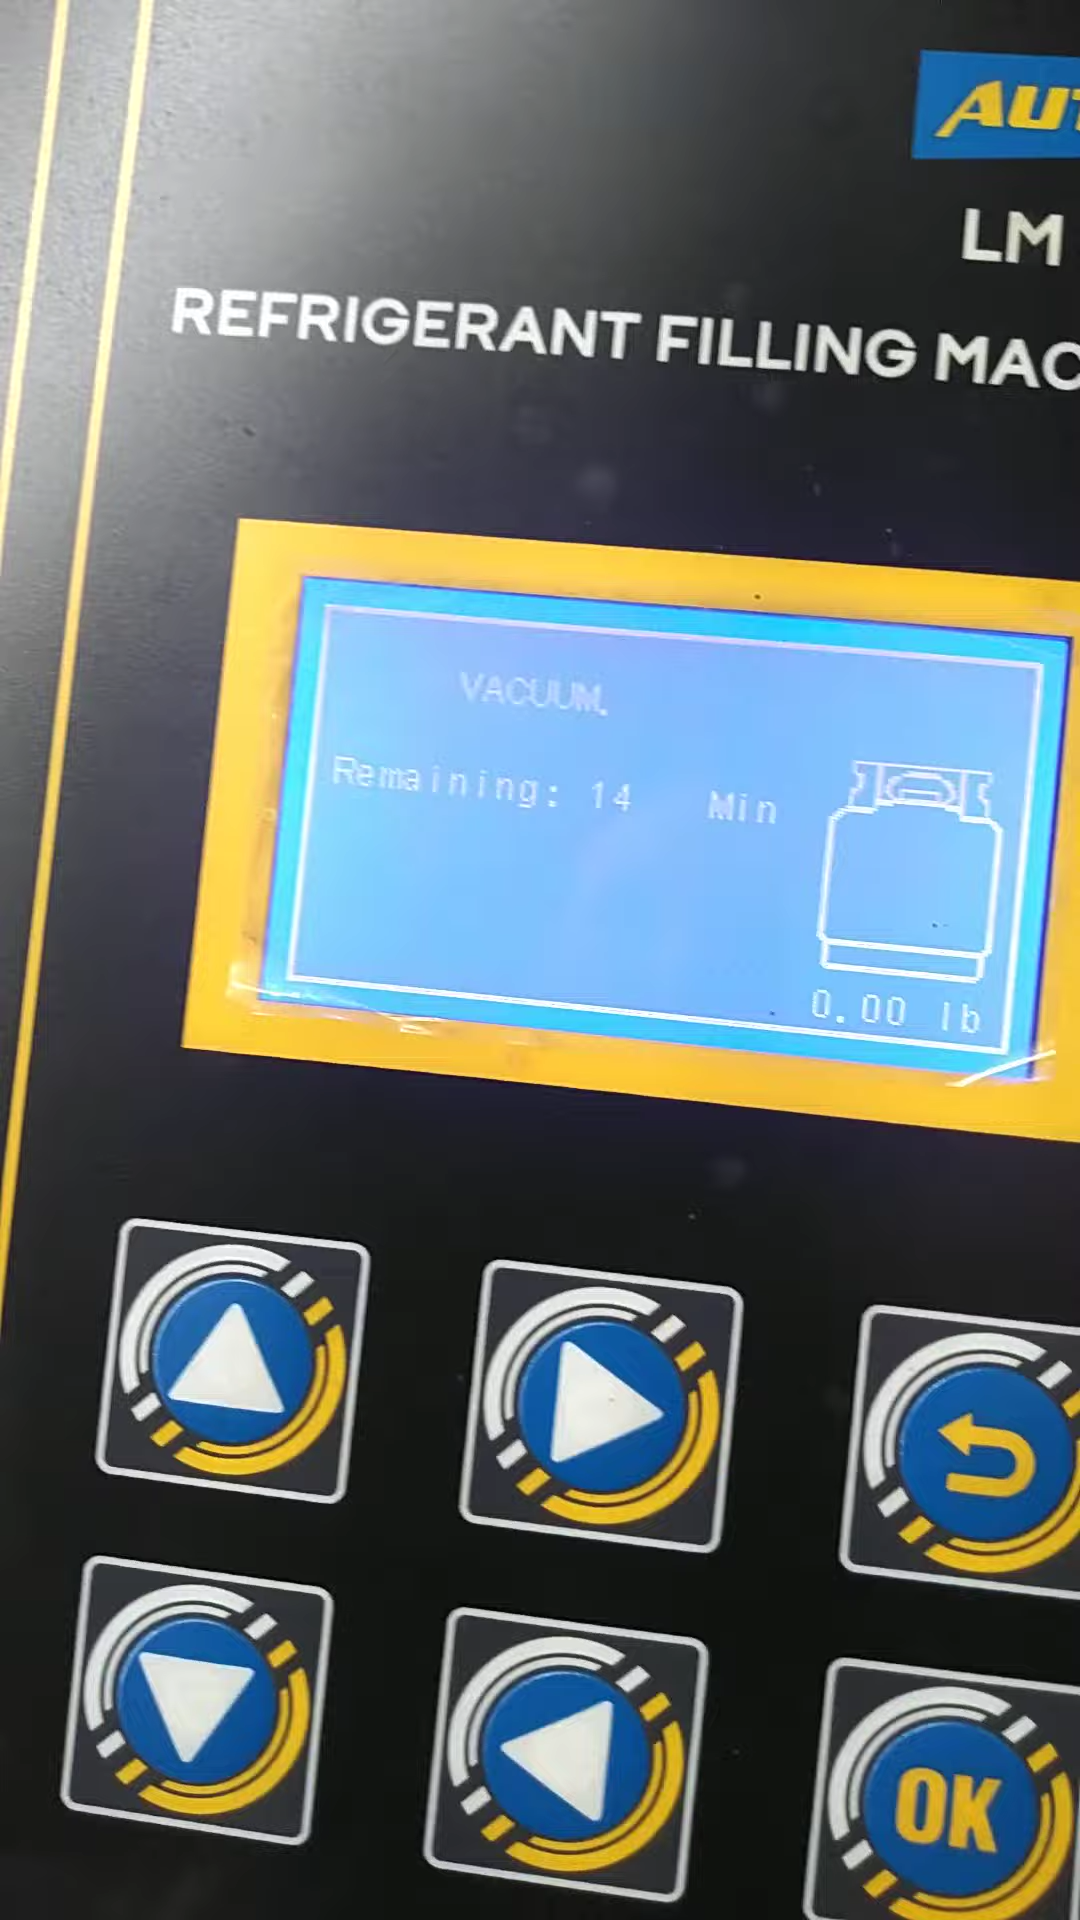 AUT
LM
REFRIGERANT FILLING MAC
VACUUM.
Remaining: 14 Min
0.00 lb
OK